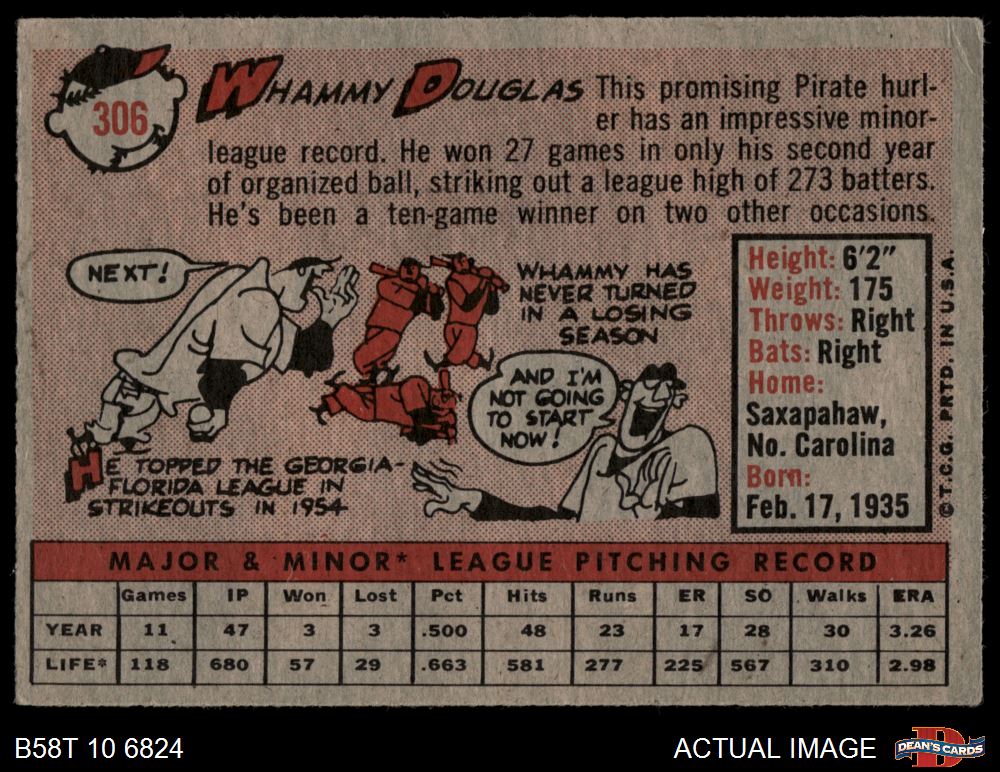 306
WHAMMY DOUGLAS This promising Pirate hurl-
er has an impressive minor-
league record. He won 27 games in only his second year
of organized ball, striking out a league high of 273 batters.
He's been a ten-game winner on two other occasions.
NEXT!
HE TOPPED THE GEORGIA-
FLORIDA LEAGUE IN
STRIKEOUTS IN 1954
WHAMMY HAS
NEVER TURNED
IN A LOSING
SEASON
AND I'M
NOT GOING
TO START
NOW!
Height: 6'2"
Weight: 175
Throws: Right
Bats: Right
Home:
Saxapahaw,
No. Carolina
Born:
Feb. 17, 1935
©T.C.G. PRTD. IN U.S.A.
MAJOR & MINOR* LEAGUE PITCHING RECORD
Games IP Won Lost Pct Hits Runs ER SO Walks ERA
YEAR 11 47 3 3 .500 48 23 17 28 30 3.26
LIFE* 118 680 57 29 .663 581 277 225 567 310 2.98
B58T 10 6824
ACTUAL IMAGE
D
DEAN'S CARDS